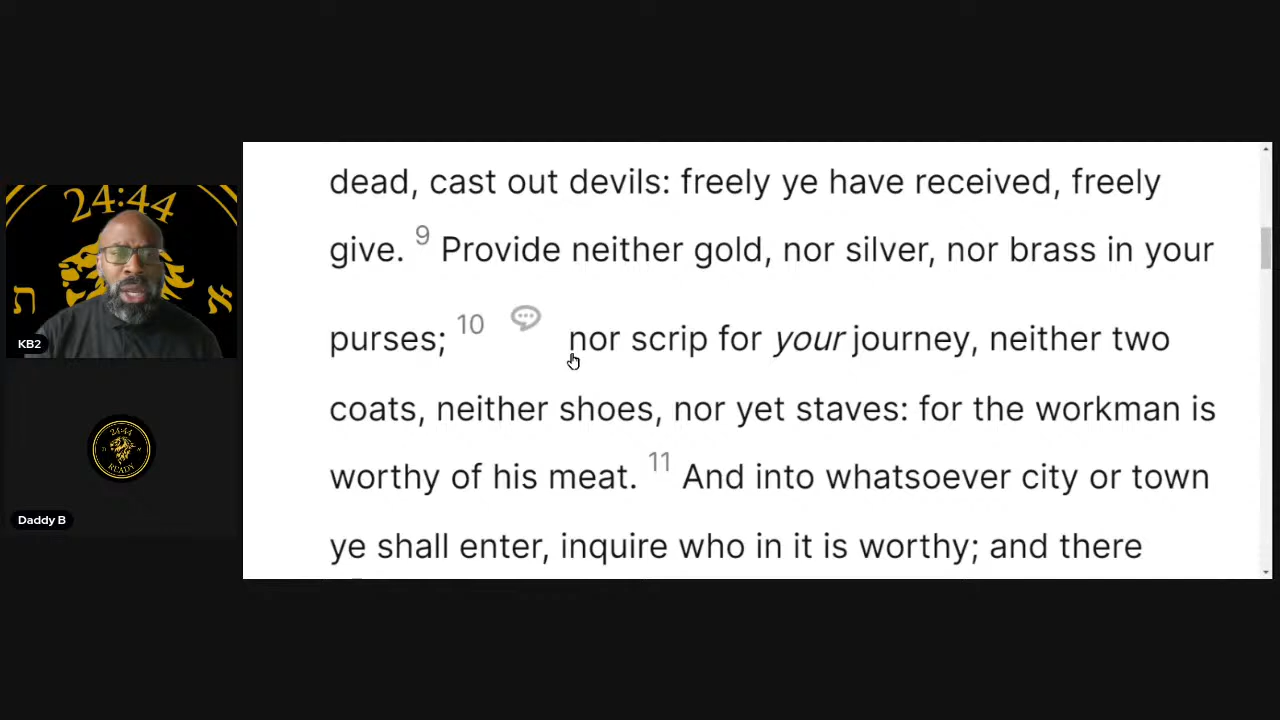 dead, cast out devils: freely ye have received, freely
give. 9 Provide neither gold, nor silver, nor brass in your
purses; 10 nor scrip for your journey, neither two
coats, neither shoes, nor yet staves: for the workman is
worthy of his meat. 11 And into whatsoever city or town
ye shall enter, inquire who in it is worthy; and there
24:44
ת א
KB2
24:44
READY
Daddy B